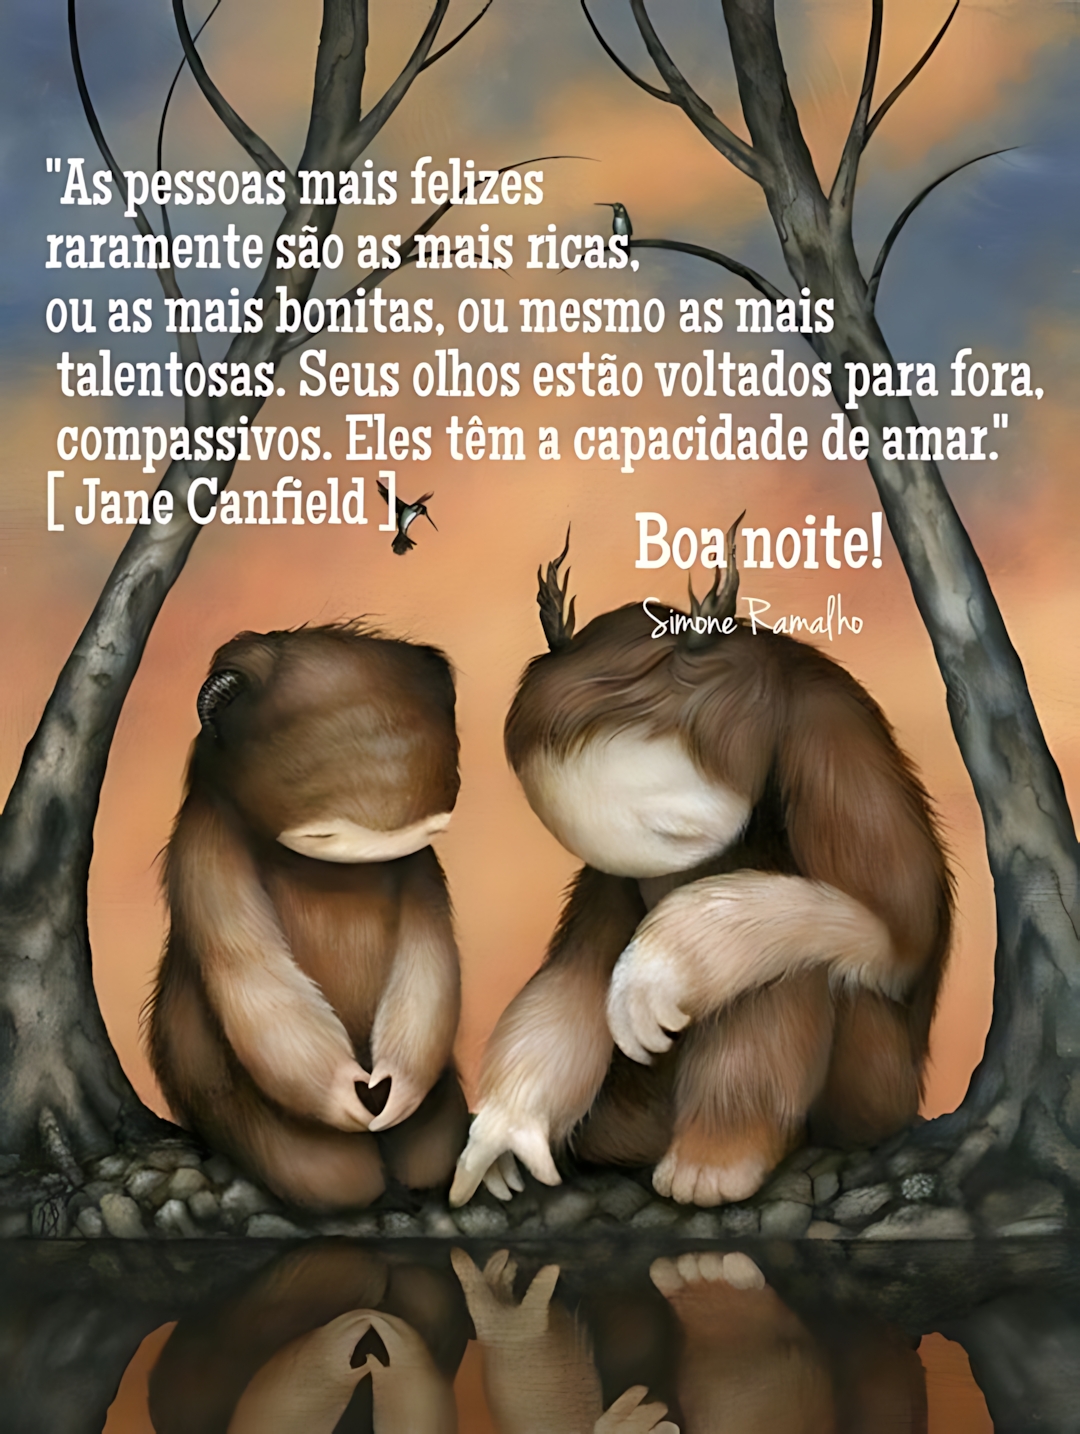 "As pessoas mais felizes
raramente são as mais ricas,
ou as mais bonitas, ou mesmo as mais
talentosas. Seus olhos estão voltados para fora,
compassivos. Eles têm a capacidade de amar."
[ Jane Canfield ]
Boa noite!
Simone Ramalho